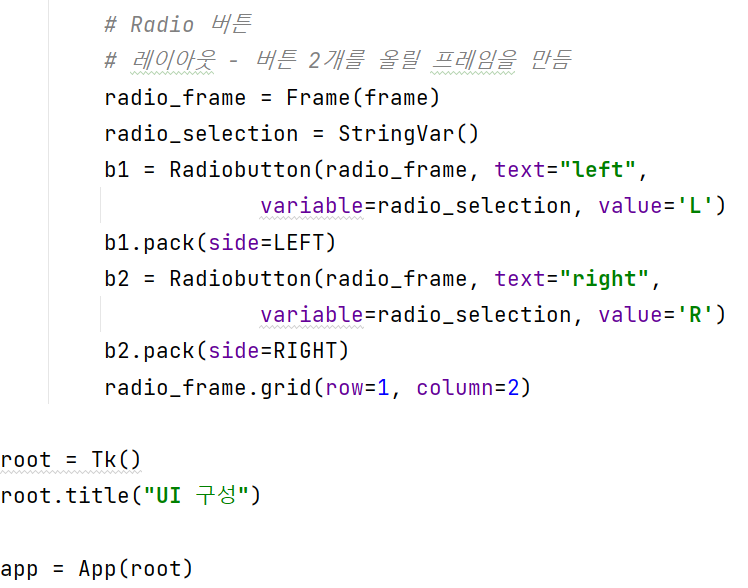 # Radio 버튼
# 레이아웃 - 버튼 2개를 올릴 프레임을 만듬
radio_frame = Frame(frame)
radio_selection = StringVar()
b1 = Radiobutton(radio_frame, text="left",
variable=radio_selection, value='L')
b1.pack(side=LEFT)
b2 = Radiobutton(radio_frame, text="right",
variable=radio_selection, value='R')
b2.pack(side=RIGHT)
radio_frame.grid(row=1, column=2)
root = Tk()
root.title("UI 구성")
app = App(root)